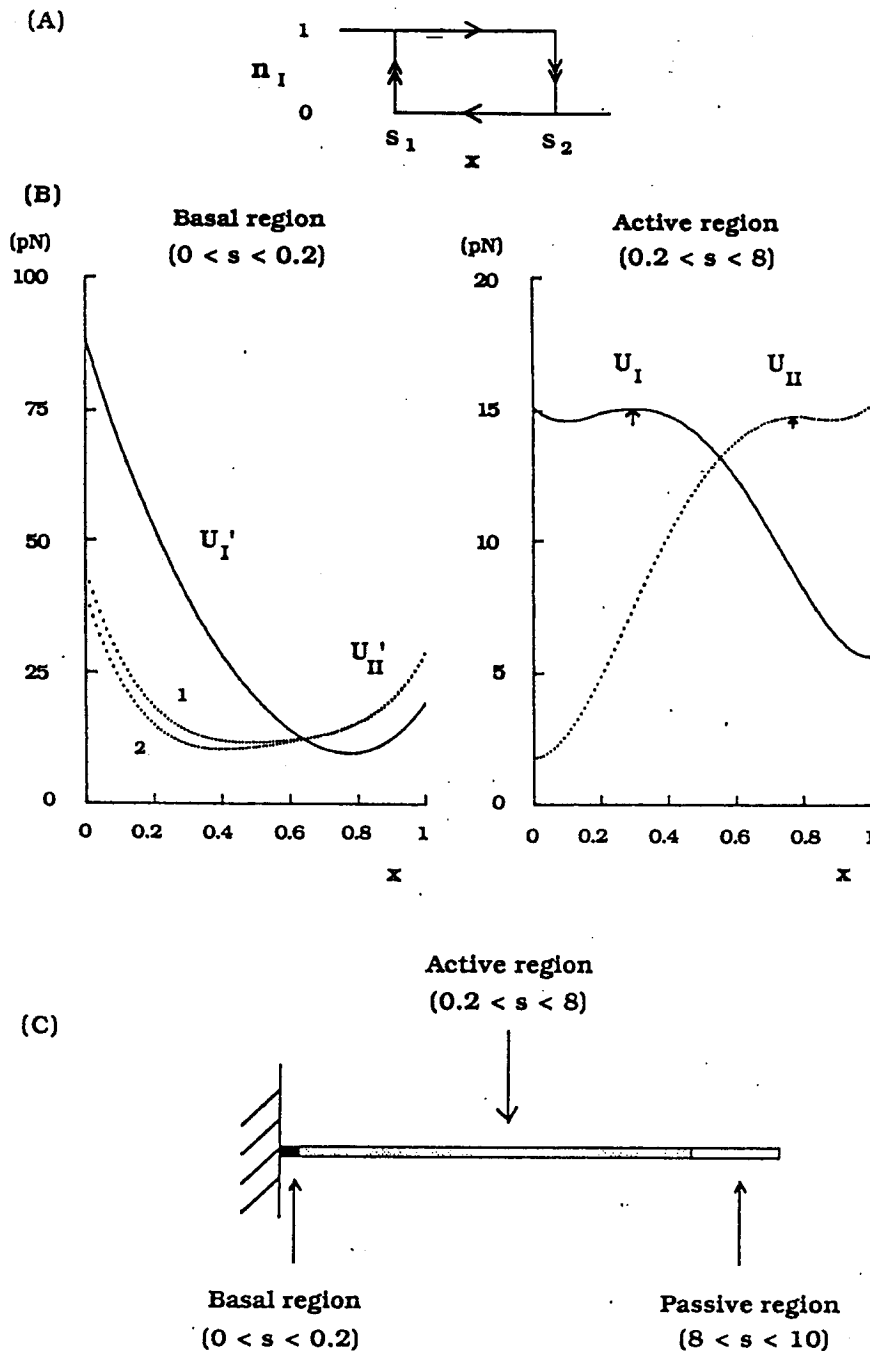 (A)
1
n I
0
s 1
s 2
x
(B)
Basal region
(0 < s < 0.2)
(pN)
100
75
50
25
0
U I '
U II '
1
2
0 0.2 0.4 0.6 0.8 1
x
Active region
(0.2 < s < 8)
(pN)
20
15
10
5
0
U I
U II
0 0.2 0.4 0.6 0.8 1
x
(C)
Active region
(0.2 < s < 8)
Basal region
(0 < s < 0.2)
Passive region
(8 < s < 10)